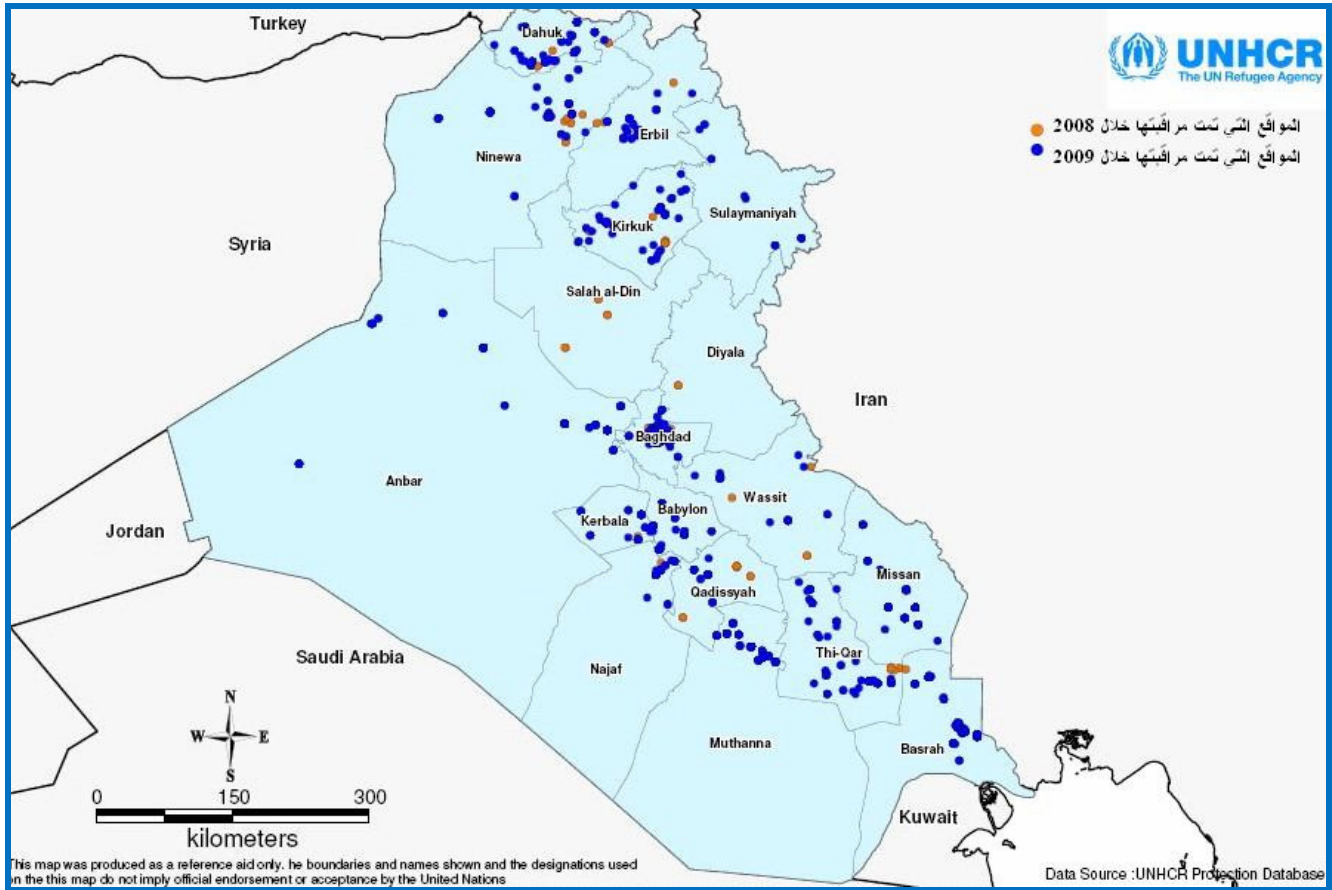 Turkey
UNHCR
The UN Refugee Agency
Dahuk
المواقع التي تمت مراقبتها خلال 2008
المواقع التي تمت مراقبتها خلال 2009
Erbil
Ninewa
Sulaymaniyah
Kirkuk
Syria
Salah al-Din
Diyala
Iran
Baghdad
Anbar
Wassit
Babylon
Kerbala
Jordan
Missan
Qadissyah
Thi-Qar
Saudi Arabia
Najaf
N
W E
S
Muthanna
Basrah
0 150 300
kilometers
Kuwait
This map was produced as a reference aid only. he boundaries and names shown and the designations used
on the this map do not imply official endorsement or acceptance by the United Nations
Data Source :UNHCR Protection Database